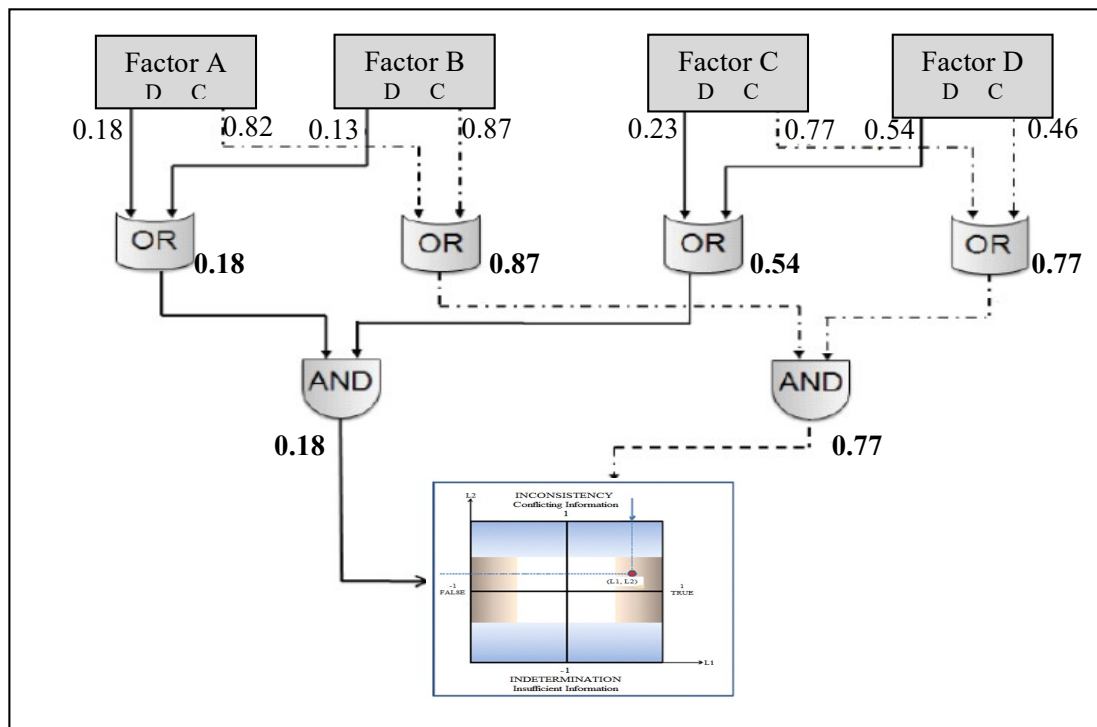 Factor A
D C
Factor B
D C
Factor C
D C
Factor D
D C
0.18
0.82
0.13
0.87
0.23
0.77
0.54
0.46
OR
0.18
OR
0.87
OR
0.54
OR
0.77
AND
0.18
AND
0.77
L2
INCONSISTENCY
Conflicting Information
1
(L1, L2)
-1
FALSE
1
TRUE
L1
-1
INDETERMINATION
Insufficient Information